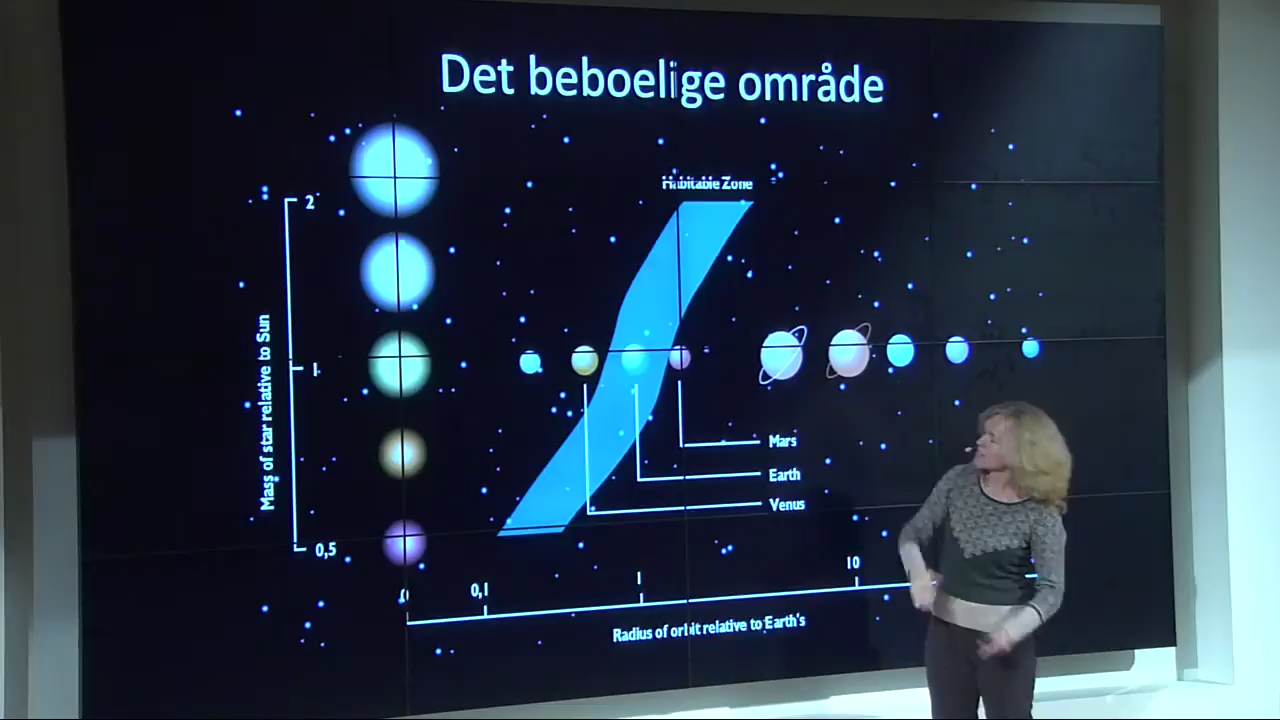 Det beboelige område
Habitable Zone
2
1
0,5
Mass of star relative to Sun
Mars
Earth
Venus
0
0,1
1
10
Radius of orbit relative to Earth's